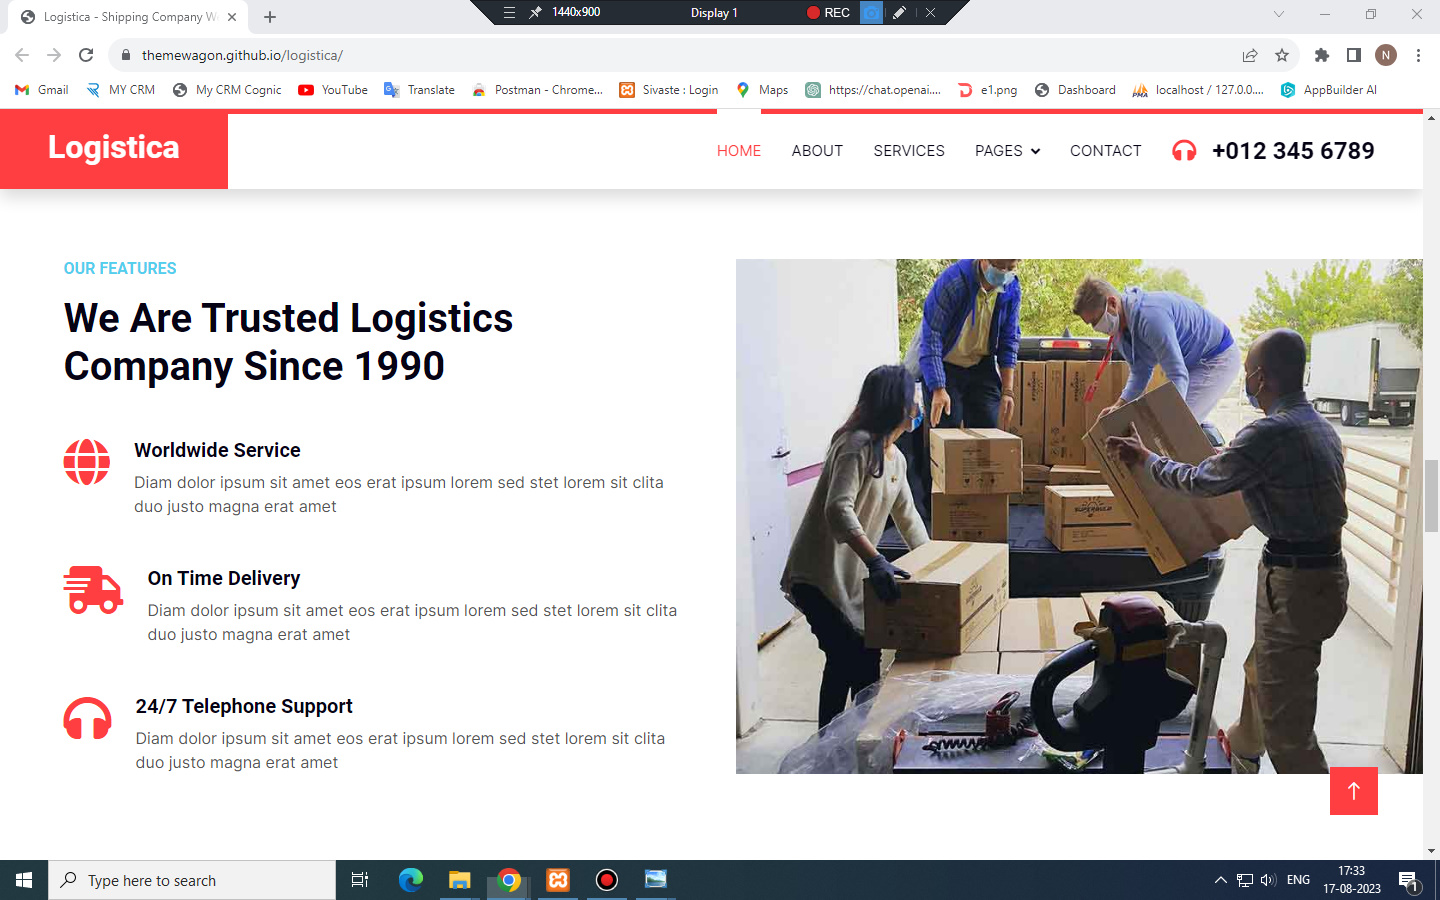 Logistica - Shipping Company W
1440x900
Display 1
REC
themewagon.github.io/logistica/
N
Gmail
MY CRM
My CRM Cognic
YouTube
Translate
Postman - Chrome...
Sivaste : Login
Maps
https://chat.openai....
e1.png
Dashboard
localhost / 127.0.0....
AppBuilder AI
Logistica
HOME
ABOUT
SERVICES
PAGES
CONTACT
+012 345 6789
OUR FEATURES
We Are Trusted Logistics
Company Since 1990
Worldwide Service
Diam dolor ipsum sit amet eos erat ipsum lorem sed stet lorem sit clita
duo justo magna erat amet
On Time Delivery
Diam dolor ipsum sit amet eos erat ipsum lorem sed stet lorem sit clita
duo justo magna erat amet
24/7 Telephone Support
Diam dolor ipsum sit amet eos erat ipsum lorem sed stet lorem sit clita
duo justo magna erat amet
Type here to search
ENG
17:33
17-08-2023
1